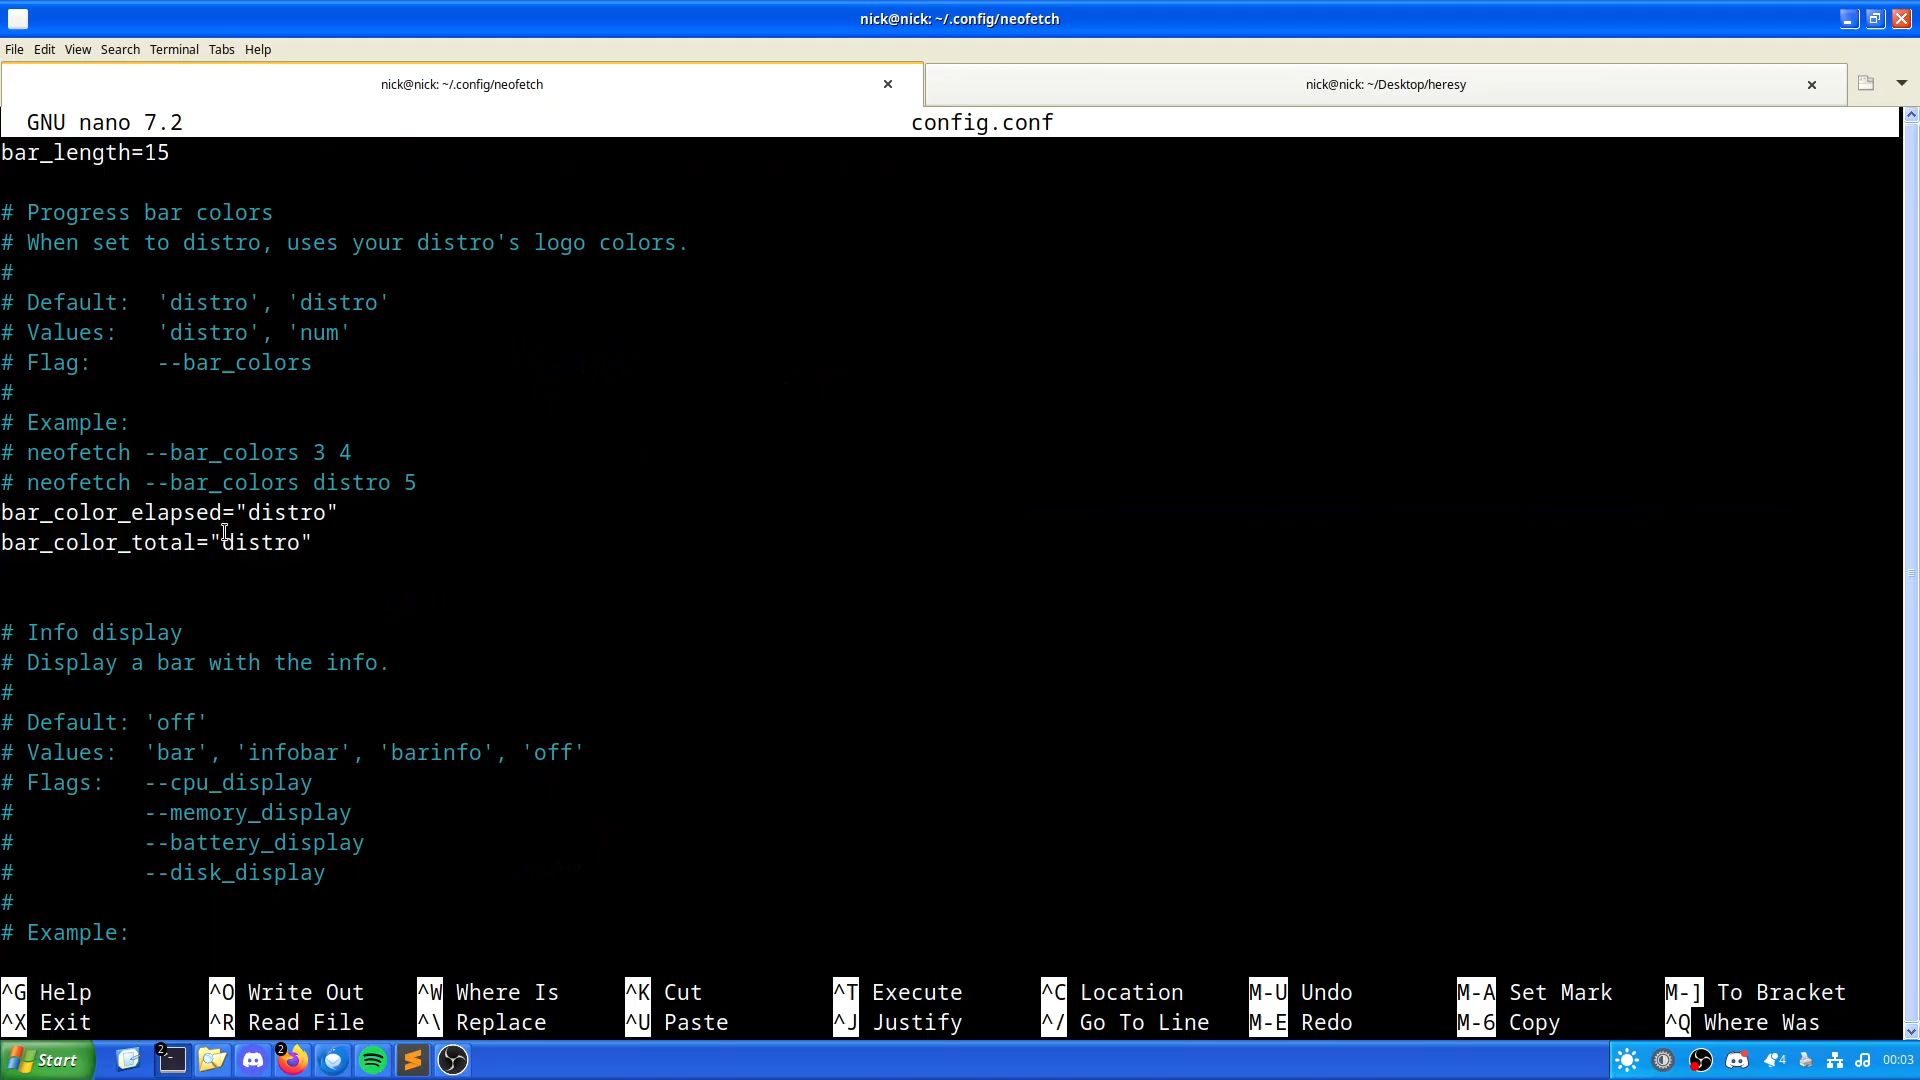 nick@nick: ~/.config/neofetch
File Edit View Search Terminal Tabs Help
nick@nick: ~/.config/neofetch
nick@nick: ~/Desktop/heresy
GNU nano 7.2 config.conf
bar_length=15
# Progress bar colors
# When set to distro, uses your distro's logo colors.
#
# Default:  'distro', 'distro'
# Values:   'distro', 'num'
# Flag:     --bar_colors
#
# Example:
# neofetch --bar_colors 3 4
# neofetch --bar_colors distro 5
bar_color_elapsed="distro"
bar_color_total="distro"
# Info display
# Display a bar with the info.
#
# Default: 'off'
# Values:  'bar', 'infobar', 'barinfo', 'off'
# Flags:   --cpu_display
#          --memory_display
#          --battery_display
#          --disk_display
#
# Example:
^G Help ^O Write Out ^W Where Is ^K Cut ^T Execute ^C Location M-U Undo M-A Set Mark M-] To Bracket
^X Exit ^R Read File ^\ Replace ^U Paste ^J Justify ^/ Go To Line M-E Redo M-6 Copy ^Q Where Was
Start 2 2 4 00:03